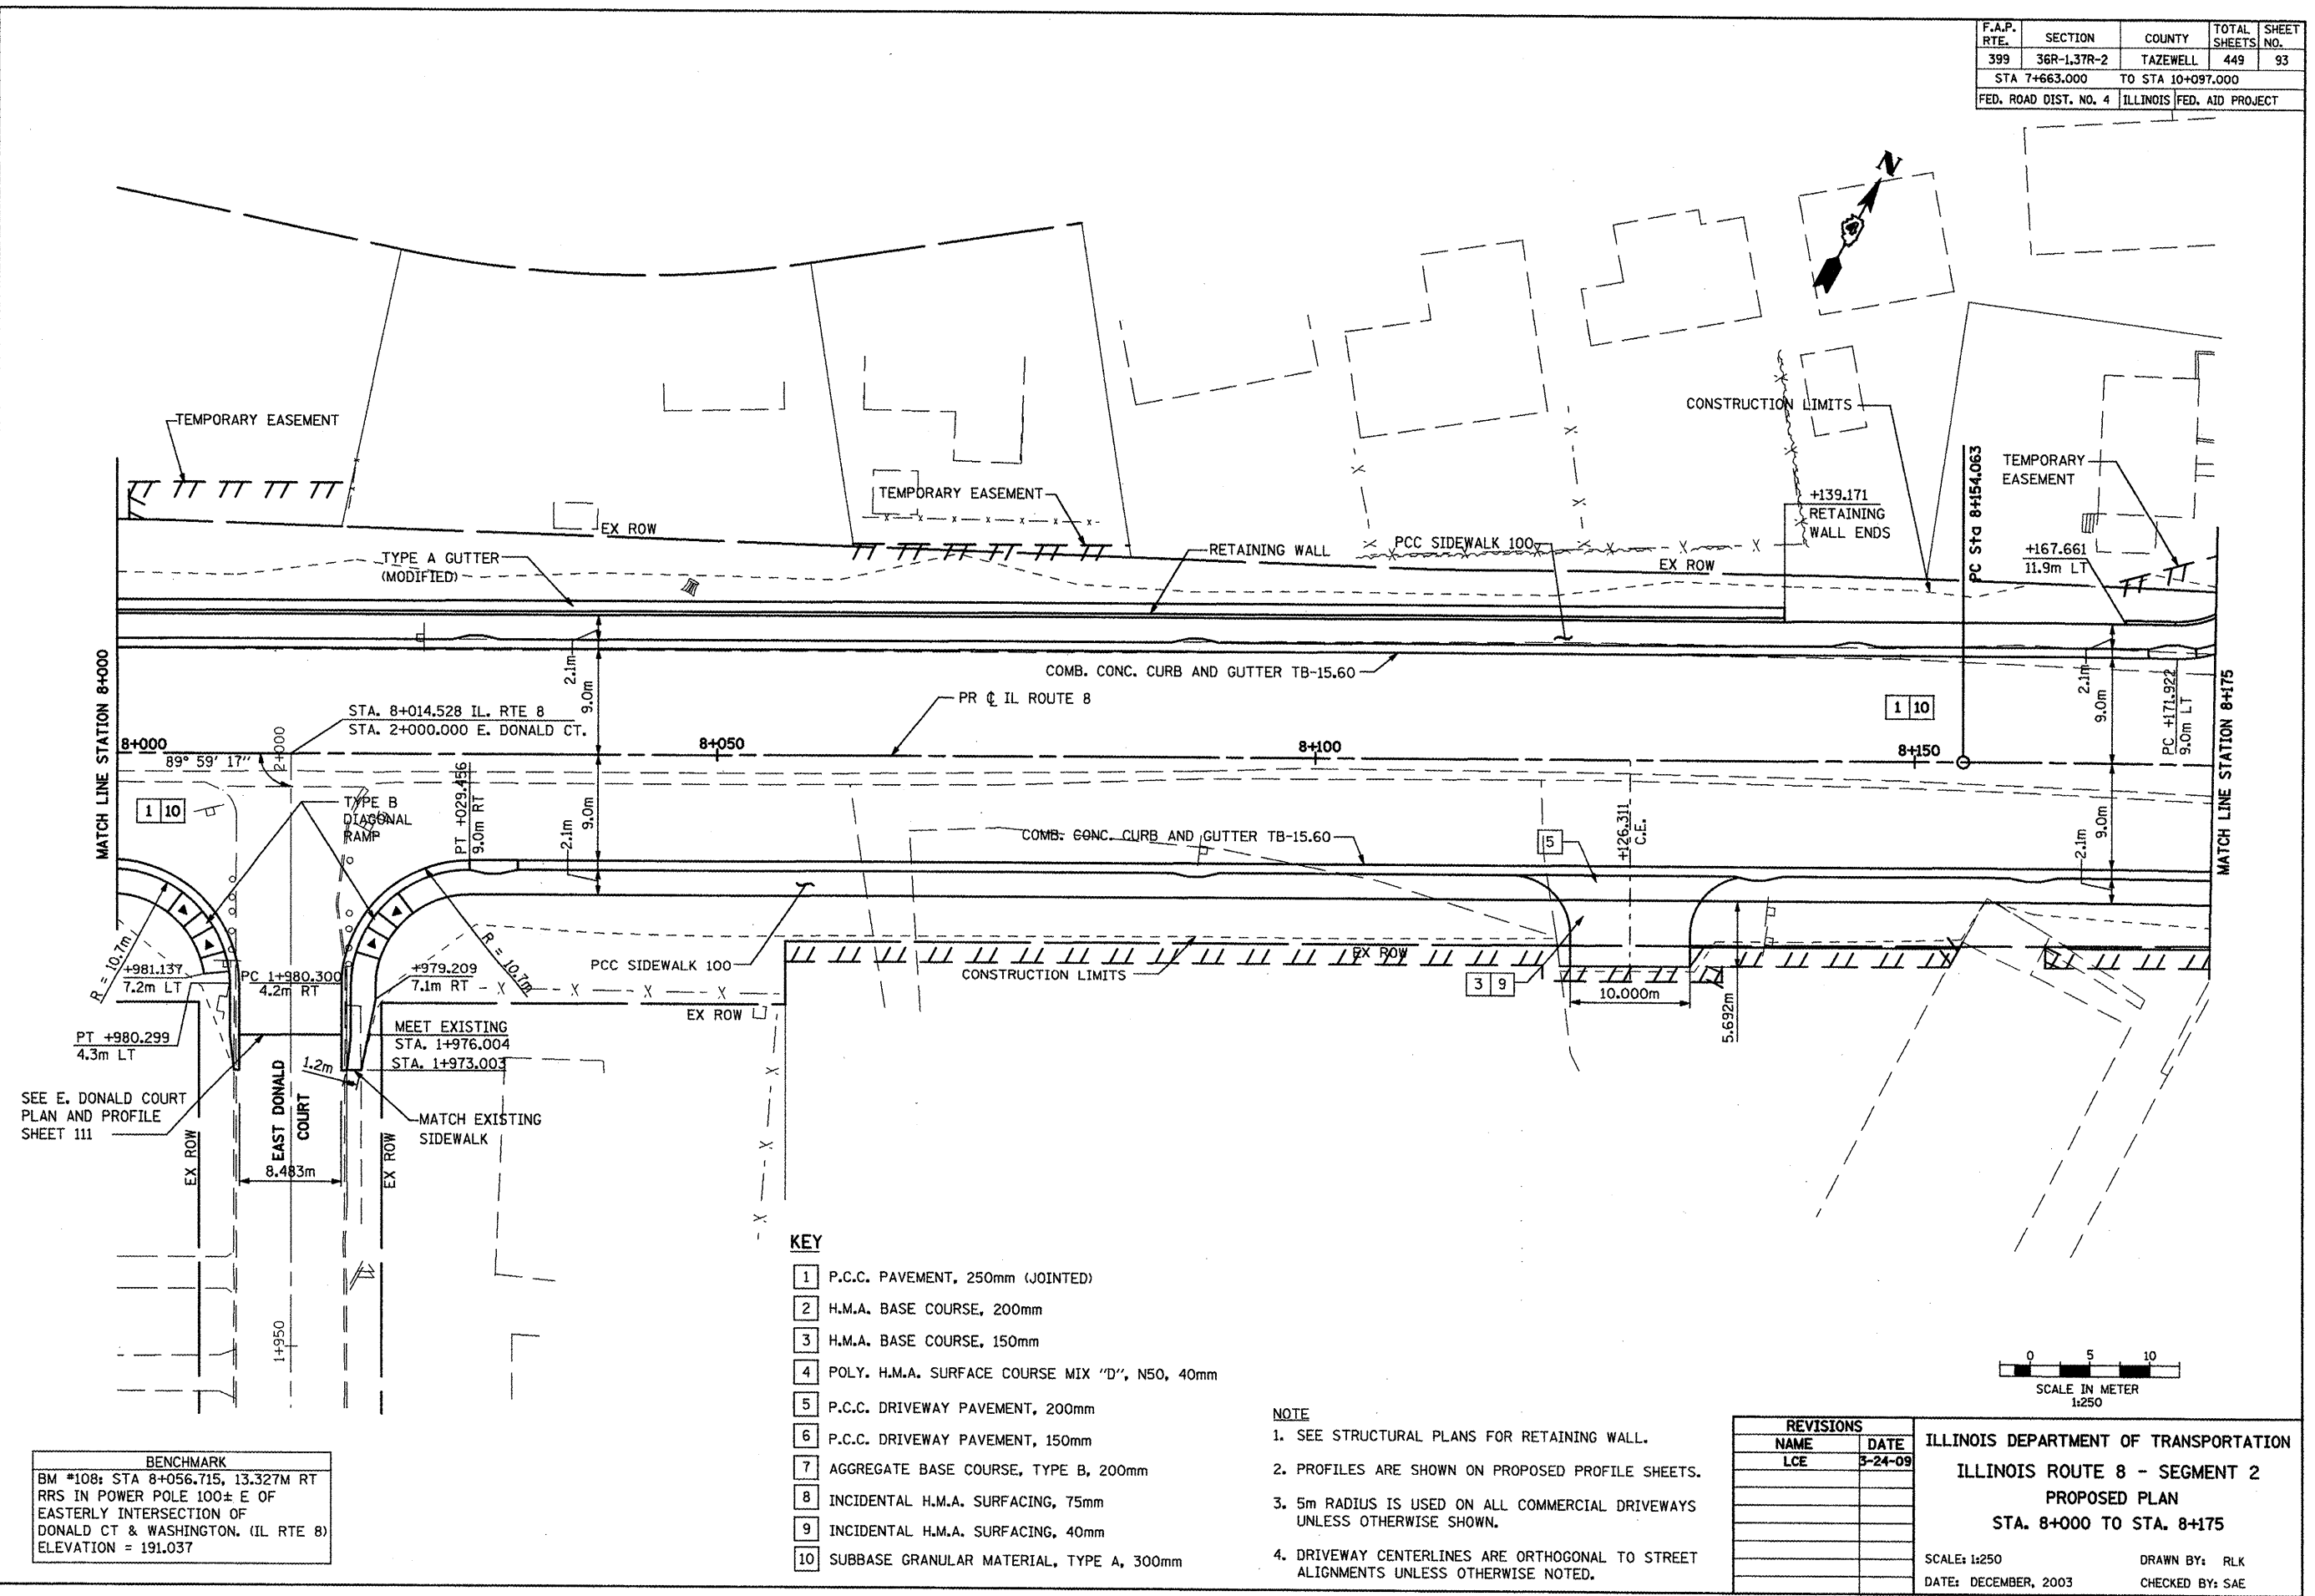 F.A.P. RTE. SECTION COUNTY TOTAL SHEETS SHEET NO.
399 36R-1,37R-2 TAZEWELL 449 93
STA 7+663.000 TO STA 10+097.000
FED. ROAD DIST. NO. 4 ILLINOIS FED. AID PROJECT
N
TEMPORARY EASEMENT
TEMPORARY EASEMENT
CONSTRUCTION LIMITS
TEMPORARY
EASEMENT
PC Sta 8+154.063
+139.171
RETAINING
WALL ENDS
+167.661
11.9m LT
EX ROW
TYPE A GUTTER
(MODIFIED)
RETAINING WALL
PCC SIDEWALK 100
EX ROW
MATCH LINE STATION 8+000
2.1m
9.0m
COMB. CONC. CURB AND GUTTER TB-15.60
PR ℄ IL ROUTE 8
1 10
2.1m
9.0m
PC +171.922
9.0m LT
MATCH LINE STATION 8+175
STA. 8+014.528 IL. RTE 8
STA. 2+000.000 E. DONALD CT.
8+000
8+050
8+100
8+150
89° 59' 17"
2+000
1 10
TYPE B
DIAGONAL
RAMP
PT +029.456
9.0m RT
2.1m
9.0m
COMB. CONC. CURB AND GUTTER TB-15.60
5
+126.311
C.E.
2.1m
9.0m
R = 10.7m
+981.137
7.2m LT
PC 1+980.300
4.2m RT
+979.209
7.1m RT
R = 10.7m
PCC SIDEWALK 100
CONSTRUCTION LIMITS
EX ROW
3 9
10.000m
5.692m
EX ROW
PT +980.299
4.3m LT
MEET EXISTING
STA. 1+976.004
STA. 1+973.003
1.2m
SEE E. DONALD COURT
PLAN AND PROFILE
SHEET 111
MATCH EXISTING
SIDEWALK
EX ROW
EAST DONALD
COURT
EX ROW
8.483m
1+950
KEY
1 P.C.C. PAVEMENT, 250mm (JOINTED)
2 H.M.A. BASE COURSE, 200mm
3 H.M.A. BASE COURSE, 150mm
4 POLY. H.M.A. SURFACE COURSE MIX "D", N50, 40mm
5 P.C.C. DRIVEWAY PAVEMENT, 200mm
6 P.C.C. DRIVEWAY PAVEMENT, 150mm
7 AGGREGATE BASE COURSE, TYPE B, 200mm
8 INCIDENTAL H.M.A. SURFACING, 75mm
9 INCIDENTAL H.M.A. SURFACING, 40mm
10 SUBBASE GRANULAR MATERIAL, TYPE A, 300mm
NOTE
1. SEE STRUCTURAL PLANS FOR RETAINING WALL.
2. PROFILES ARE SHOWN ON PROPOSED PROFILE SHEETS.
3. 5m RADIUS IS USED ON ALL COMMERCIAL DRIVEWAYS
UNLESS OTHERWISE SHOWN.
4. DRIVEWAY CENTERLINES ARE ORTHOGONAL TO STREET
ALIGNMENTS UNLESS OTHERWISE NOTED.
BENCHMARK
BM #108: STA 8+056.715, 13.327M RT
RRS IN POWER POLE 100± E OF
EASTERLY INTERSECTION OF
DONALD CT & WASHINGTON. (IL RTE 8)
ELEVATION = 191.037
0 5 10
SCALE IN METER
1:250
REVISIONS
NAME DATE
LCE 3-24-09
ILLINOIS DEPARTMENT OF TRANSPORTATION
ILLINOIS ROUTE 8 - SEGMENT 2
PROPOSED PLAN
STA. 8+000 TO STA. 8+175
SCALE: 1:250 DRAWN BY: RLK
DATE: DECEMBER, 2003 CHECKED BY: SAE